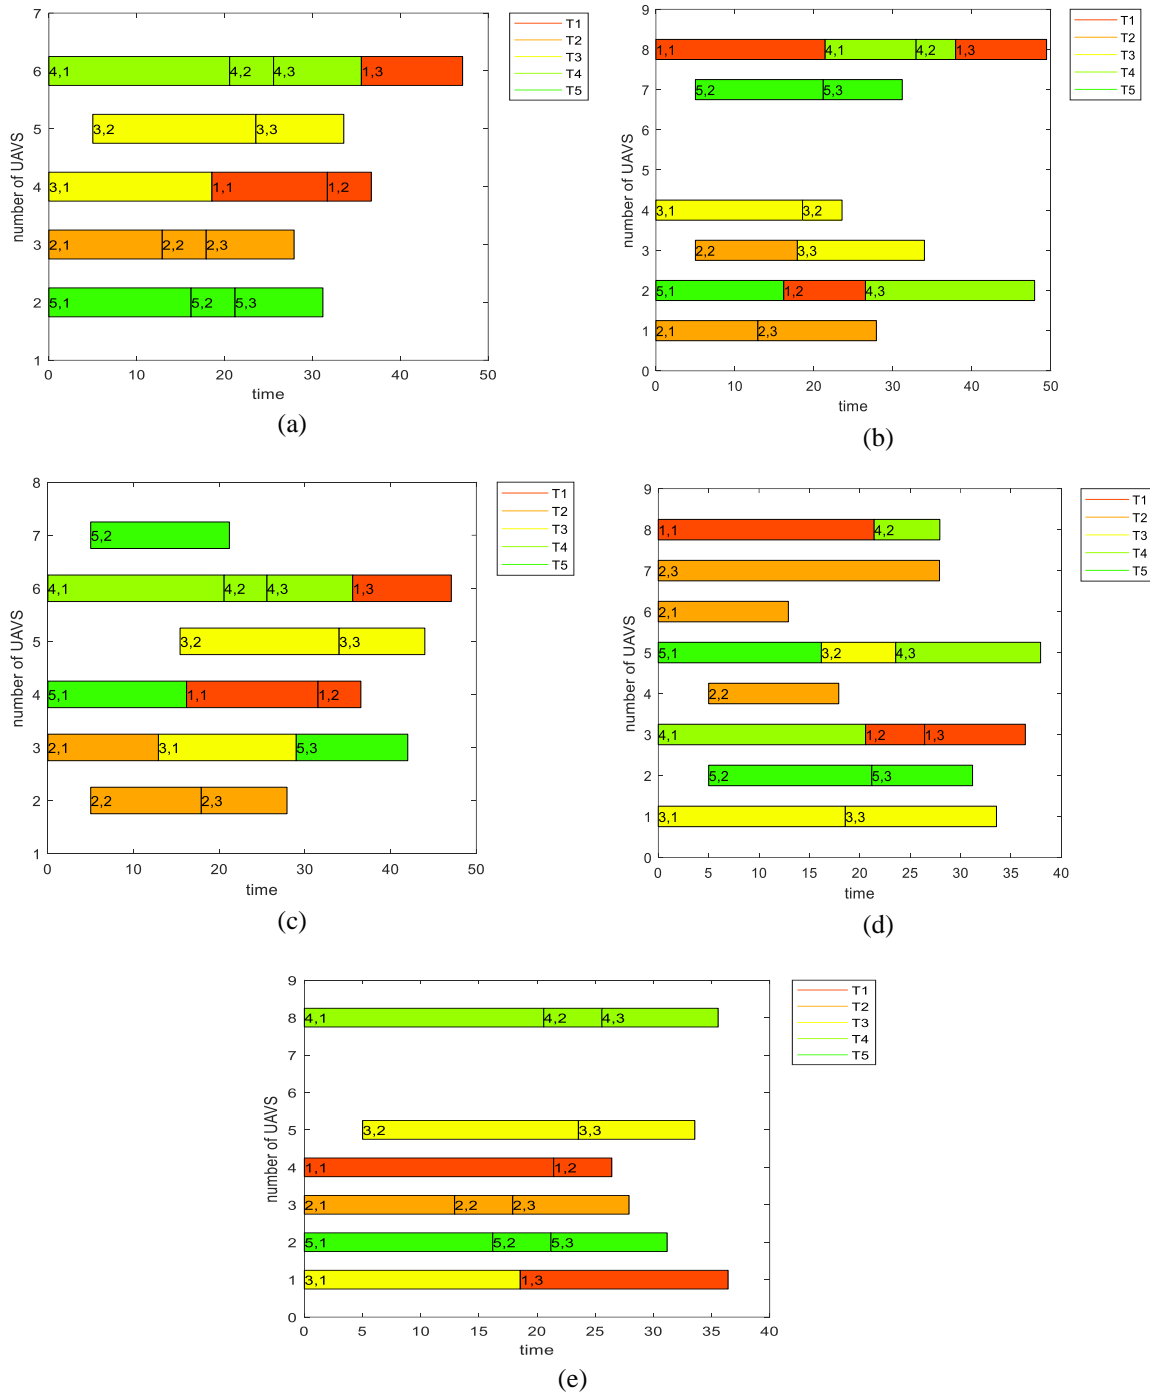 7
6
5
4
3
2
1
number of UAVS
4,1 4,2 4,3 1,3
3,2 3,3
3,1 1,1 1,2
2,1 2,2 2,3
5,1 5,2 5,3
0 10 20 30 40 50
time
T1
T2
T3
T4
T5
(a)
9
8
7
6
5
4
3
2
1
0
number of UAVS
1,1 4,1 4,2 1,3
5,2 5,3
3,1 3,2
2,2 3,3
5,1 1,2 4,3
2,1 2,3
0 10 20 30 40 50
time
T1
T2
T3
T4
T5
(b)
8
7
6
5
4
3
2
1
number of UAVS
5,2
4,1 4,2 4,3 1,3
3,2 3,3
5,1 1,1 1,2
2,1 3,1 5,3
2,2 2,3
0 10 20 30 40 50
time
T1
T2
T3
T4
T5
(c)
9
8
7
6
5
4
3
2
1
0
number of UAVS
1,1 4,2
2,3
2,1
5,1 3,2 4,3
2,2
4,1 1,2 1,3
5,2 5,3
3,1 3,3
0 5 10 15 20 25 30 35 40
time
T1
T2
T3
T4
T5
(d)
9
8
7
6
5
4
3
2
1
0
number of UAVS
4,1 4,2 4,3
3,2 3,3
1,1 1,2
2,1 2,2 2,3
5,1 5,2 5,3
3,1 1,3
0 5 10 15 20 25 30 35 40
time
T1
T2
T3
T4
T5
(e)